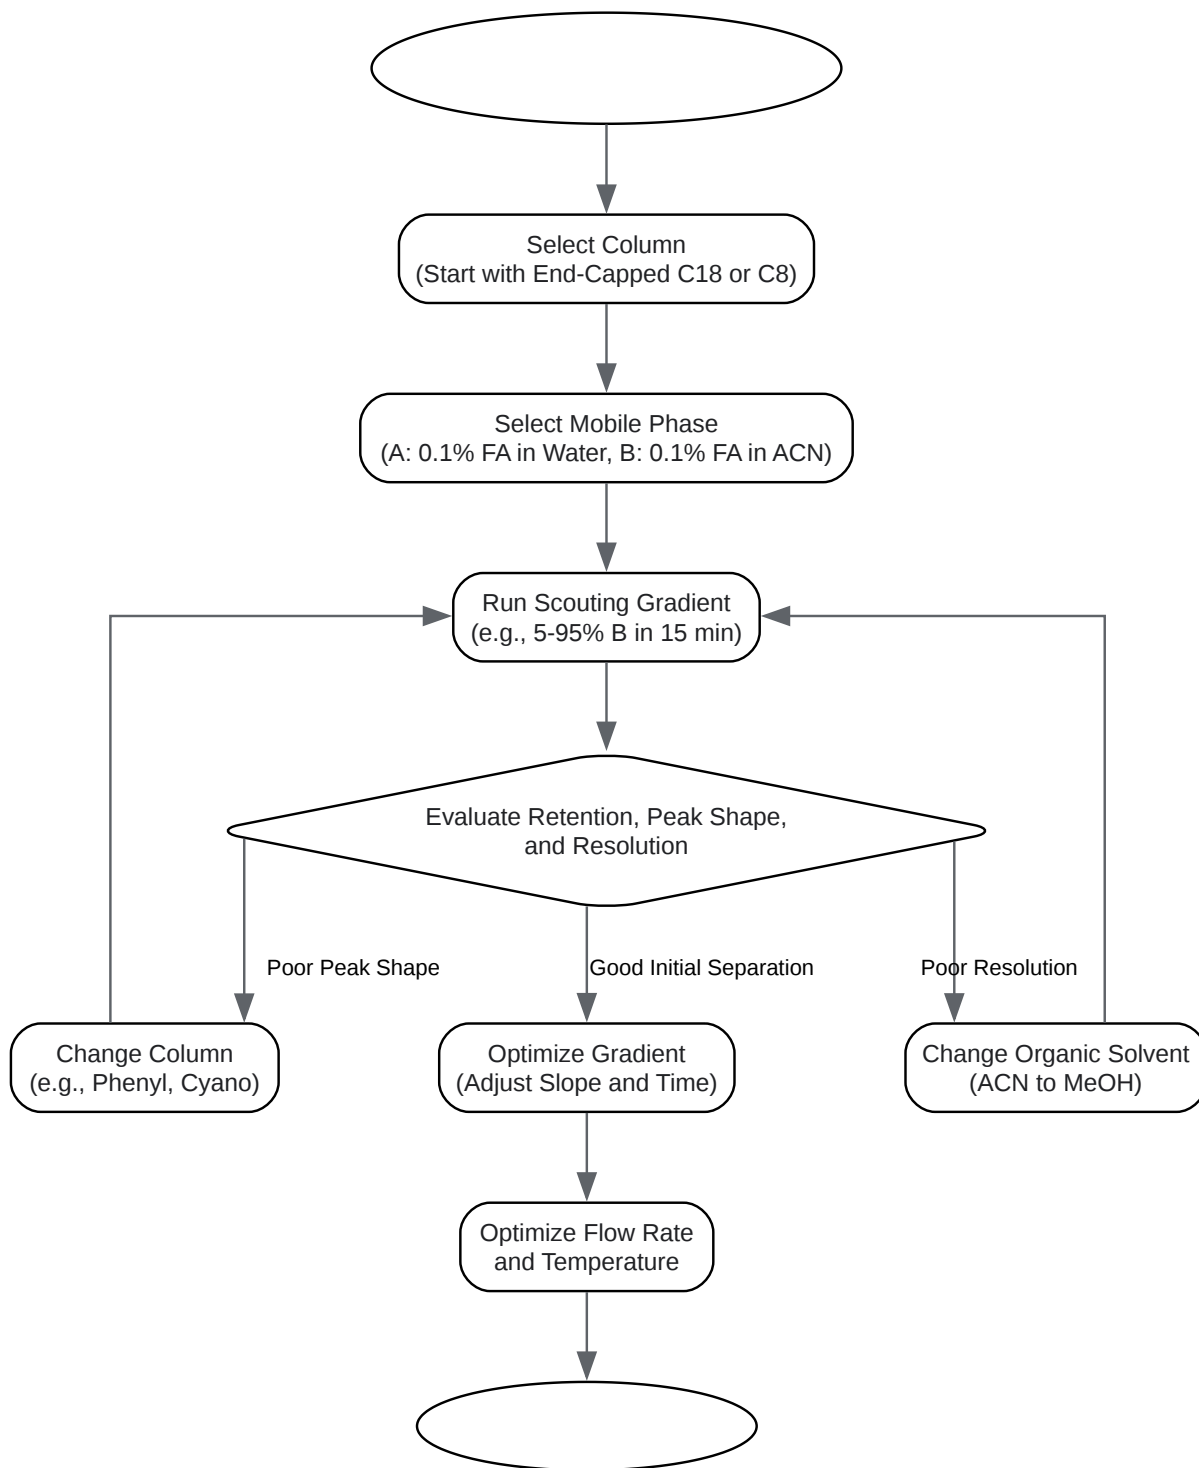 Select Column
(Start with End-Capped C18 or C8)
Select Mobile Phase
(A: 0.1% FA in Water, B: 0.1% FA in ACN)
Run Scouting Gradient
(e.g., 5-95% B in 15 min)
Evaluate Retention, Peak Shape,
and Resolution
Poor Peak Shape
Good Initial Separation
Poor Resolution
Change Column
(e.g., Phenyl, Cyano)
Optimize Gradient
(Adjust Slope and Time)
Change Organic Solvent
(ACN to MeOH)
Optimize Flow Rate
and Temperature